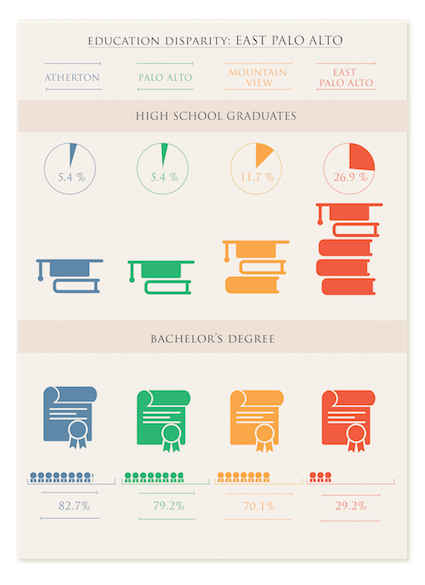 EDUCATION DISPARITY: EAST PALO ALTO
ATHERTON
PALO ALTO
MOUNTAIN
VIEW
EAST
PALO ALTO
HIGH SCHOOL GRADUATES
5.4 %
5.4 %
11.7 %
26.9 %
BACHELOR'S DEGREE
82.7%
79.2%
70.1%
29.2%